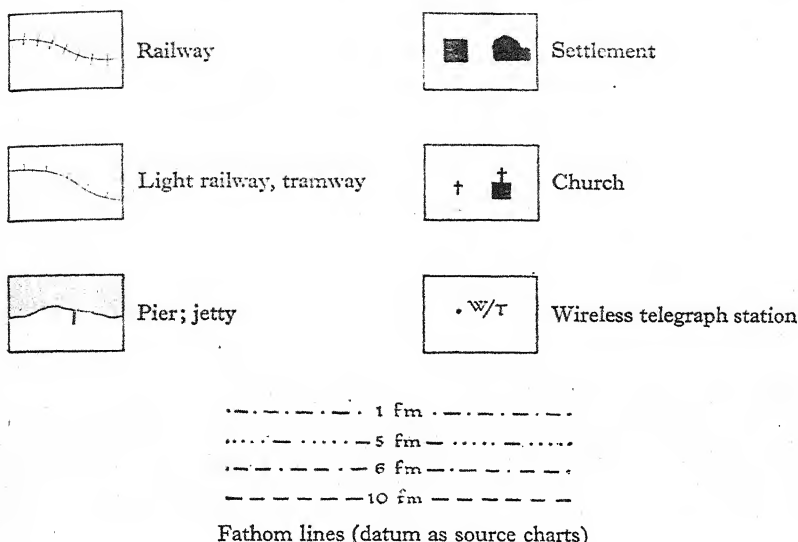 Railway
Settlement
Light railway, tramway
Church
Pier; jetty
W/T
Wireless telegraph station
1 fm
5 fm
6 fm
10 fm
Fathom lines (datum as source charts)